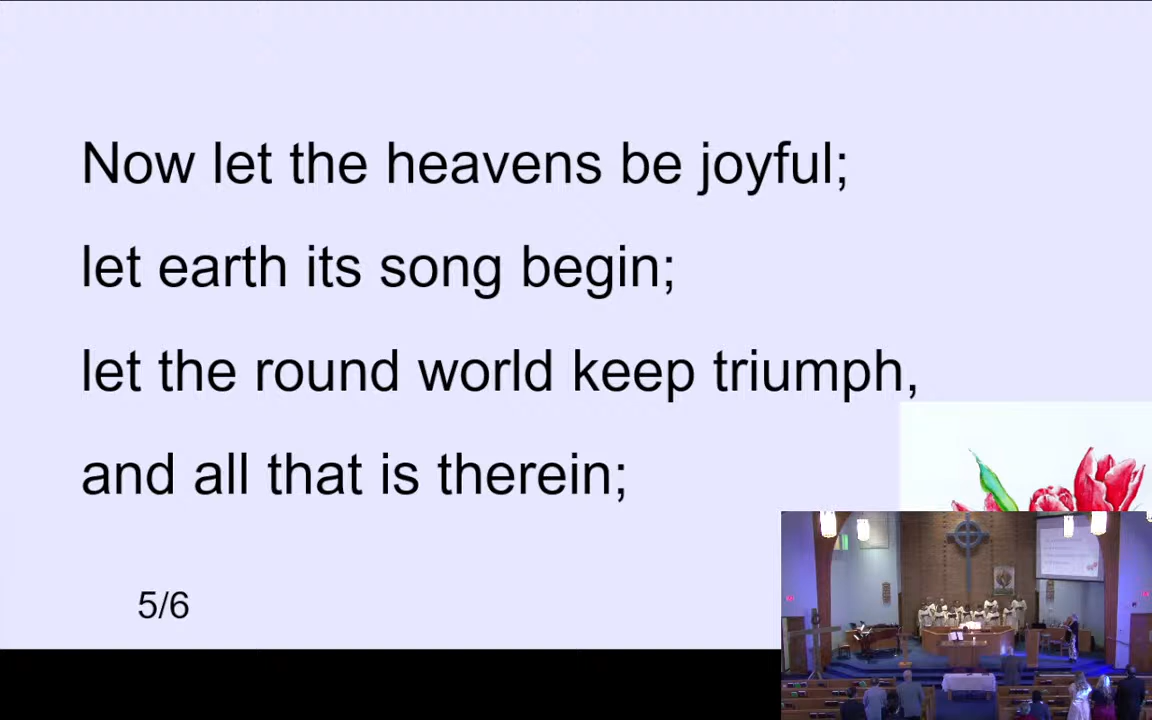 Now let the heavens be joyful;
let earth its song begin;
let the round world keep triumph,
and all that is therein;
5/6